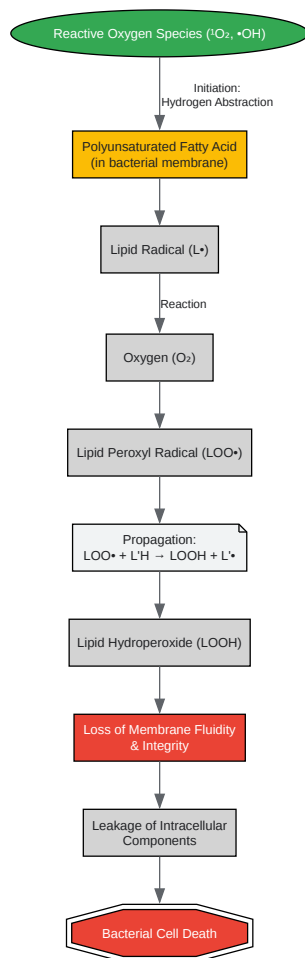 Reactive Oxygen Species (¹O₂, •OH)
Initiation:
Hydrogen Abstraction
Polyunsaturated Fatty Acid
(in bacterial membrane)
Lipid Radical (L•)
Reaction
Oxygen (O₂)
Lipid Peroxyl Radical (LOO•)
Propagation:
LOO• + L'H → LOOH + L'•
Lipid Hydroperoxide (LOOH)
Loss of Membrane Fluidity
& Integrity
Leakage of Intracellular
Components
Bacterial Cell Death